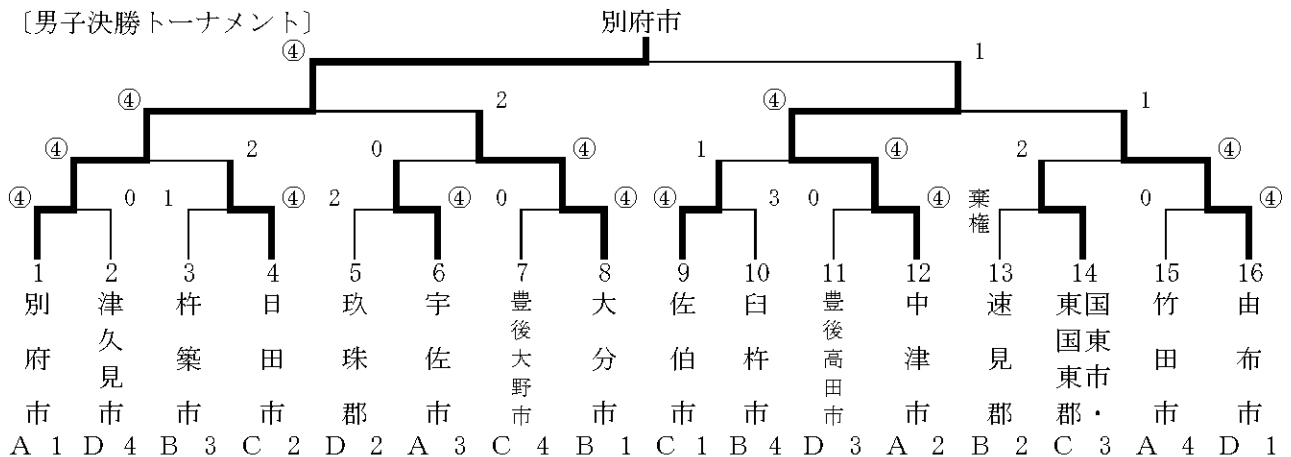 〔男子決勝トーナメント〕
別府市
④ 1
④ 2 ④ 1
④ 2 0 ④ 1 ④ 2 ④
④ 0 1 ④ 2 ④ 0 ④ ④ 3 0 ④ 棄権 ④ 0 ④
1 2 3 4 5 6 7 8 9 10 11 12 13 14 15 16
別府市
津久見市
杵築市
日田市
玖珠郡
宇佐市
豊後大野市
大分市
佐伯市
臼杵市
豊後高田市
中津市
速見郡
国東市・
東国東郡
竹田市
由布市
A 1 D 4 B 3 C 2 D 2 A 3 C 4 B 1 C 1 B 4 D 3 A 2 B 2 C 3 A 4 D 1